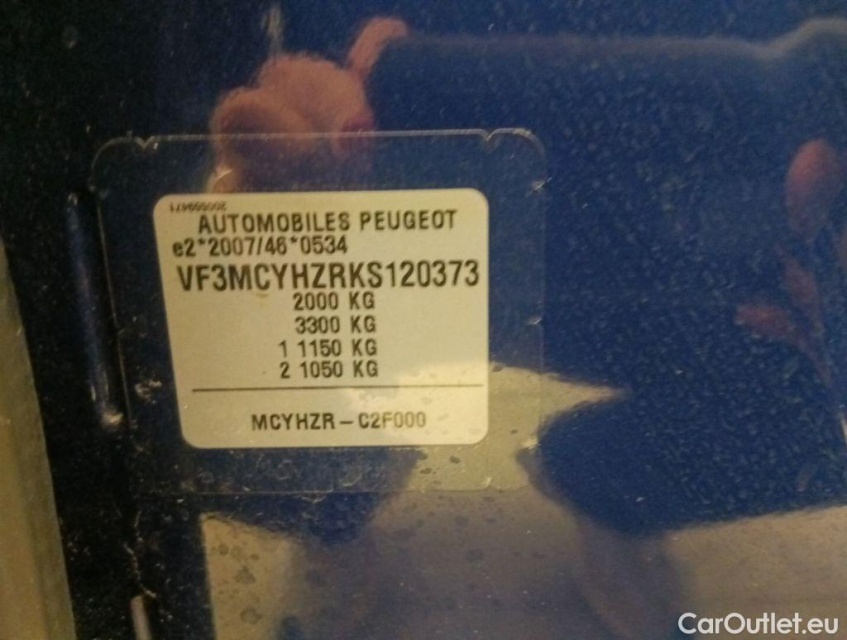 200559471
AUTOMOBILES PEUGEOT
e2*2007/46*0534
VF3MCYHZRKS120373
2000 KG
3300 KG
1 1150 KG
2 1050 KG
MCYHZR-C2F000
CarOutlet.eu